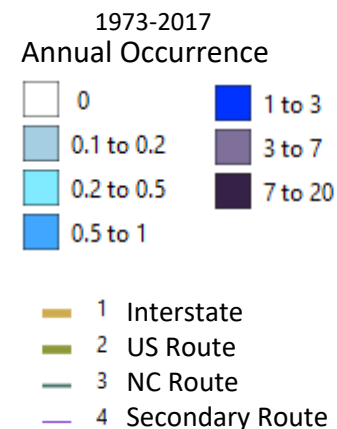 1973-2017
Annual Occurrence
0
0.1 to 0.2
0.2 to 0.5
0.5 to 1
1 to 3
3 to 7
7 to 20
1 Interstate
2 US Route
3 NC Route
4 Secondary Route